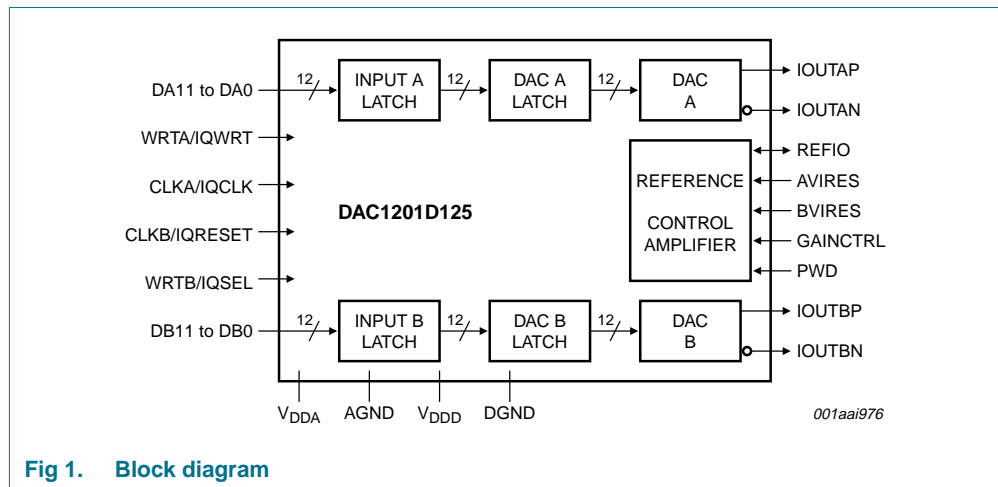 DA11 to DA0
12
INPUT A
LATCH
12
DAC A
LATCH
12
DAC
A
IOUTAP
IOUTAN
WRTA/IQWRT
CLKA/IQCLK
CLKB/IQRESET
WRTB/IQSEL
DAC1201D125
REFERENCE
CONTROL
AMPLIFIER
REFIO
AVIRES
BVIRES
GAINCTRL
PWD
DB11 to DB0
12
INPUT B
LATCH
12
DAC B
LATCH
12
DAC
B
IOUTBP
IOUTBN
VDDA AGND VDDD DGND
001aai976
Fig 1. Block diagram